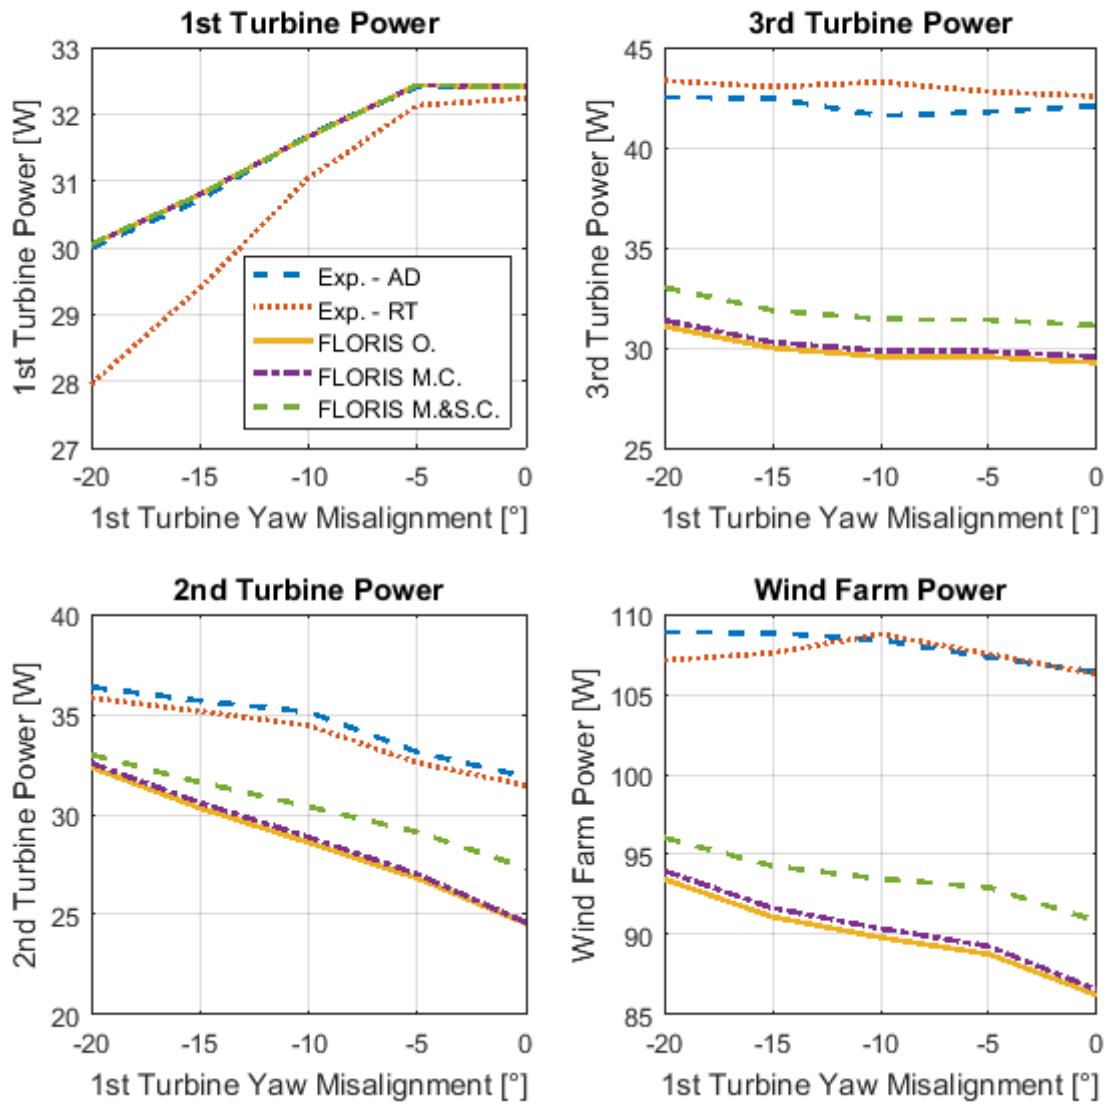 1st Turbine Power
1st Turbine Power [W]
33
32
31
30
29
28
27
Exp. - AD
Exp. - RT
FLORIS O.
FLORIS M.C.
FLORIS M.&S.C.
-20 -15 -10 -5 0
1st Turbine Yaw Misalignment [°]
3rd Turbine Power
3rd Turbine Power [W]
45
40
35
30
25
-20 -15 -10 -5 0
1st Turbine Yaw Misalignment [°]
2nd Turbine Power
2nd Turbine Power [W]
40
35
30
25
20
-20 -15 -10 -5 0
1st Turbine Yaw Misalignment [°]
Wind Farm Power
Wind Farm Power [W]
110
105
100
95
90
85
-20 -15 -10 -5 0
1st Turbine Yaw Misalignment [°]